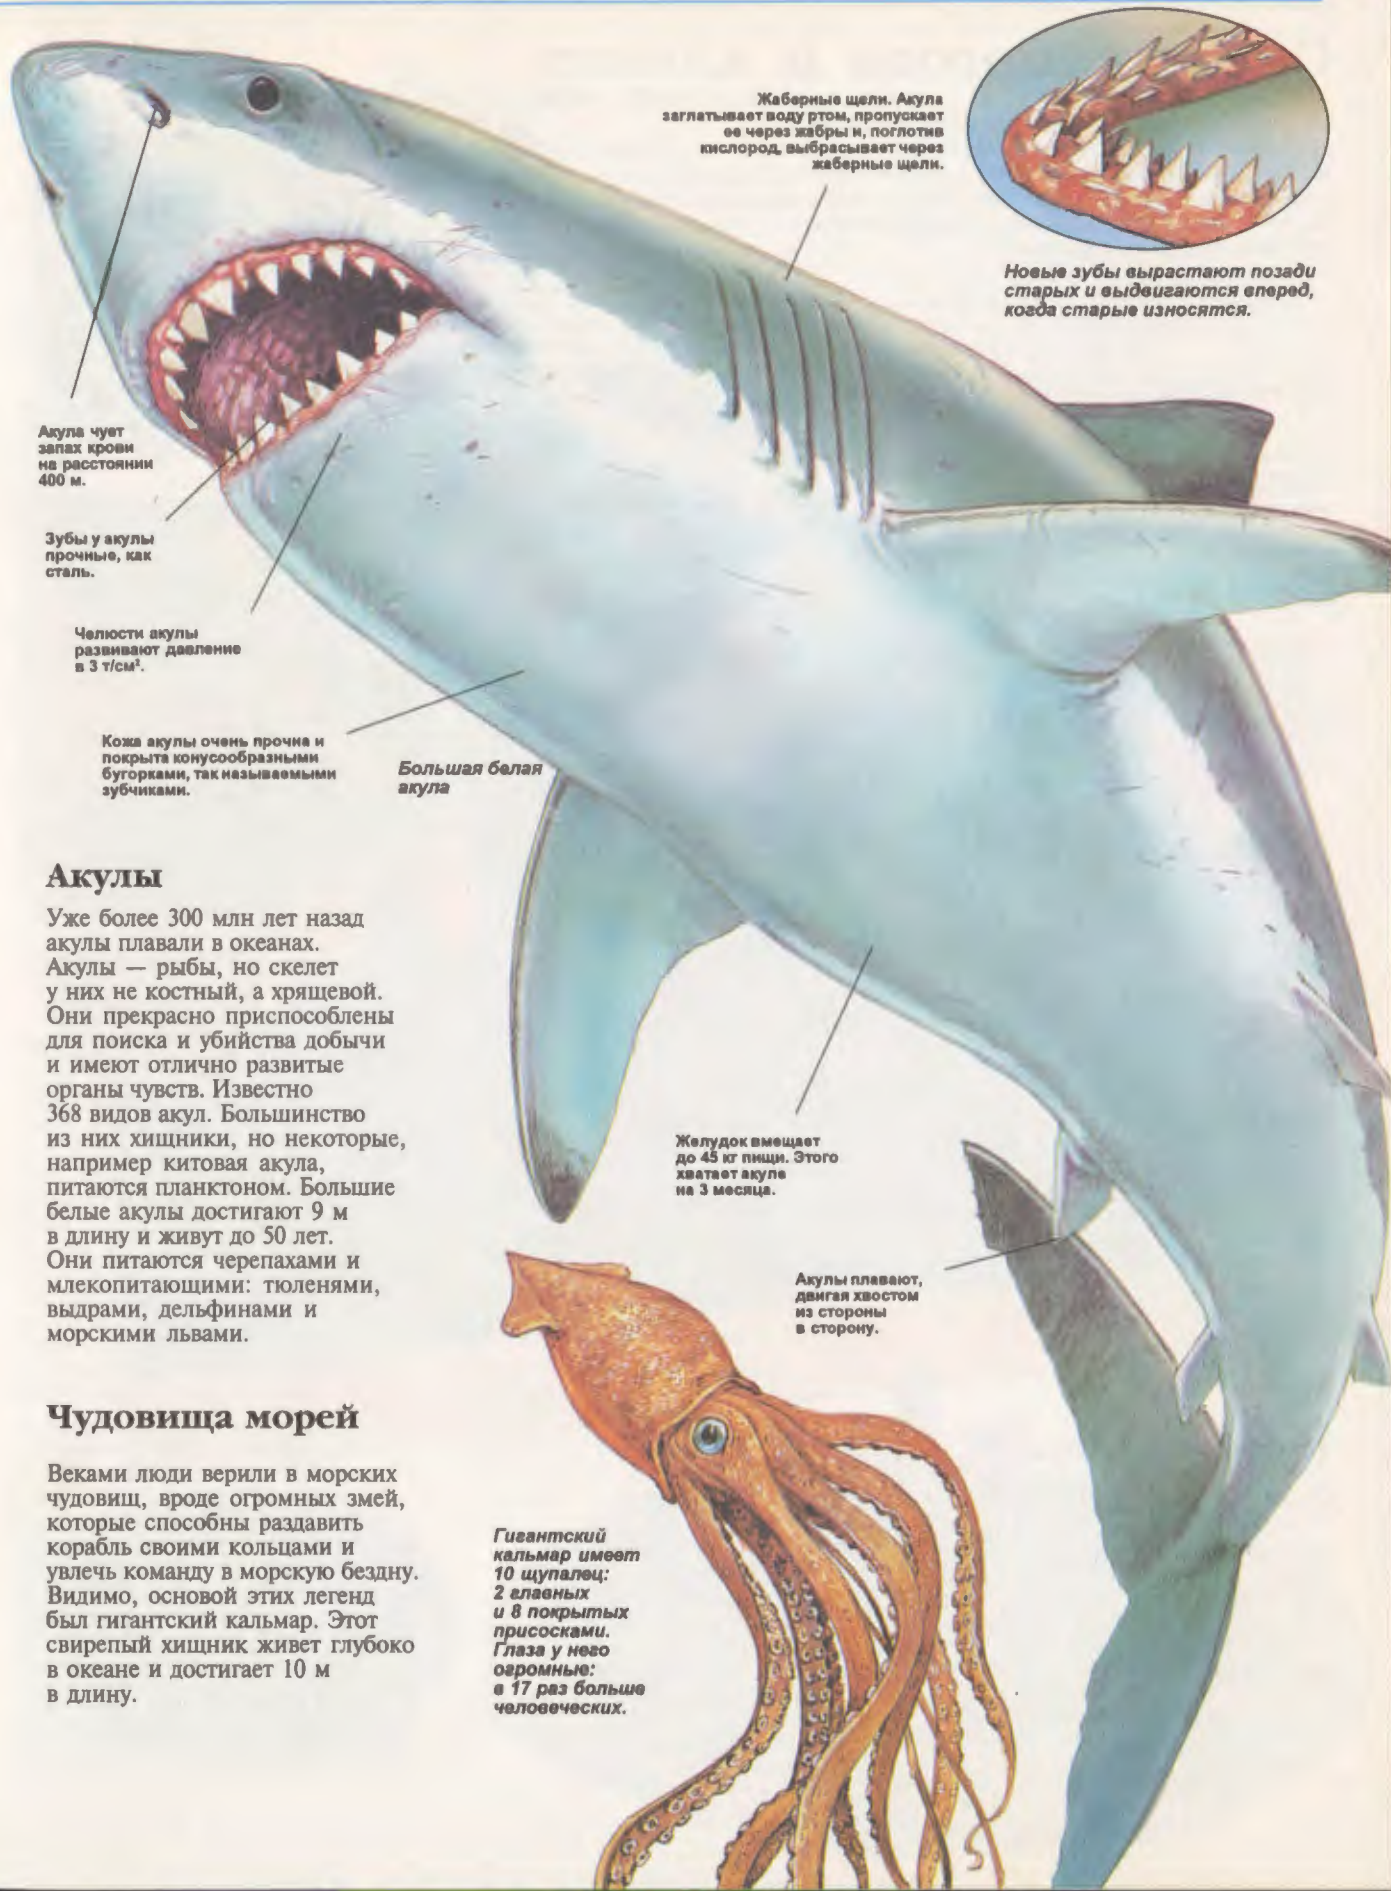 Жаберные щели. Акула
заглатывает воду ртом, пропускает
ее через жабры и, поглотив
кислород, выбрасывает через
жаберные щели.
Новые зубы вырастают позади
старых и выдвигаются вперед,
когда старые износятся.
Акула чует
запах крови
на расстоянии
400 м.
Зубы у акулы
прочные, как
сталь.
Челюсти акулы
развивают давление
в 3 т/см².
Кожа акулы очень прочна и
покрыта конусообразными
бугорками, так называемыми
зубчиками.
Большая белая
акула
Акулы
Уже более 300 млн лет назад
акулы плавали в океанах.
Акулы — рыбы, но скелет
у них не костный, а хрящевой.
Они прекрасно приспособлены
для поиска и убийства добычи
и имеют отлично развитые
органы чувств. Известно
368 видов акул. Большинство
из них хищники, но некоторые,
например китовая акула,
питаются планктоном. Большие
белые акулы достигают 9 м
в длину и живут до 50 лет.
Они питаются черепахами и
млекопитающими: тюленями,
выдрами, дельфинами и
морскими львами.
Желудок вмещает
до 45 кг пищи. Этого
хватает акуле
на 3 месяца.
Акулы плавают,
двигая хвостом
из стороны
в сторону.
Чудовища морей
Веками люди верили в морских
чудовищ, вроде огромных змей,
которые способны раздавить
корабль своими кольцами и
увлечь команду в морскую бездну.
Видимо, основой этих легенд
был гигантский кальмар. Этот
свирепый хищник живет глубоко
в океане и достигает 10 м
в длину.
Гигантский
кальмар имеет
10 щупалец:
2 главных
и 8 покрытых
присосками.
Глаза у него
огромные:
в 17 раз больше
человеческих.